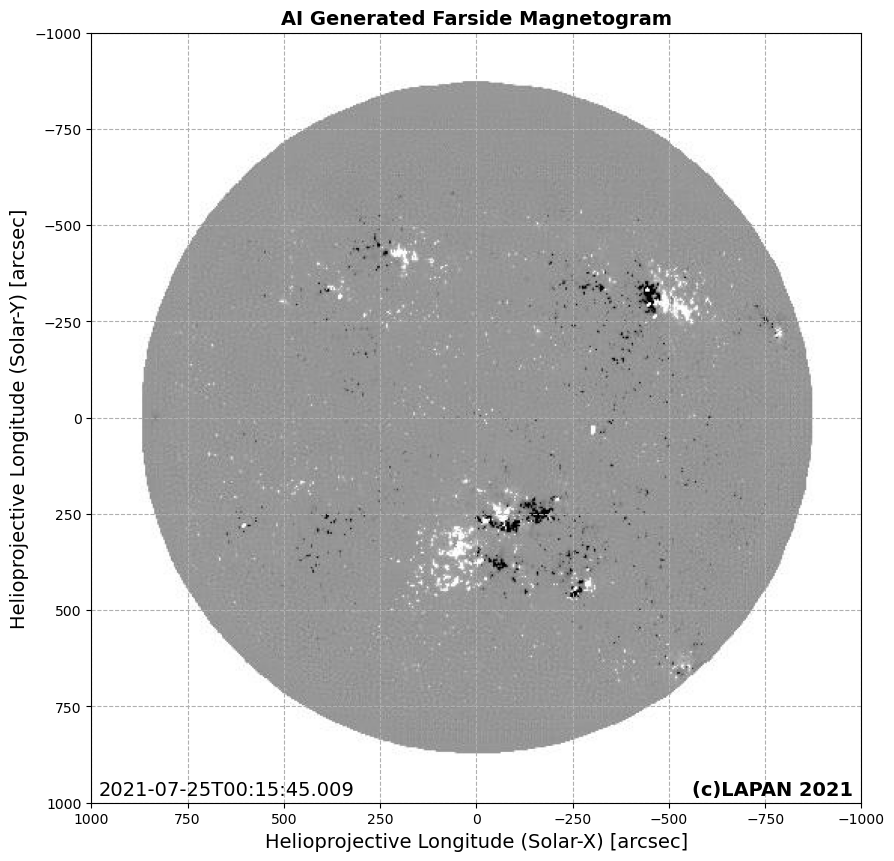 AI Generated Farside Magnetogram
−1000
−750
−500
−250
0
250
500
750
1000
Helioprojective Longitude (Solar-Y) [arcsec]
2021-07-25T00:15:45.009
(c)LAPAN 2021
1000 750 500 250 0 −250 −500 −750 −1000
Helioprojective Longitude (Solar-X) [arcsec]